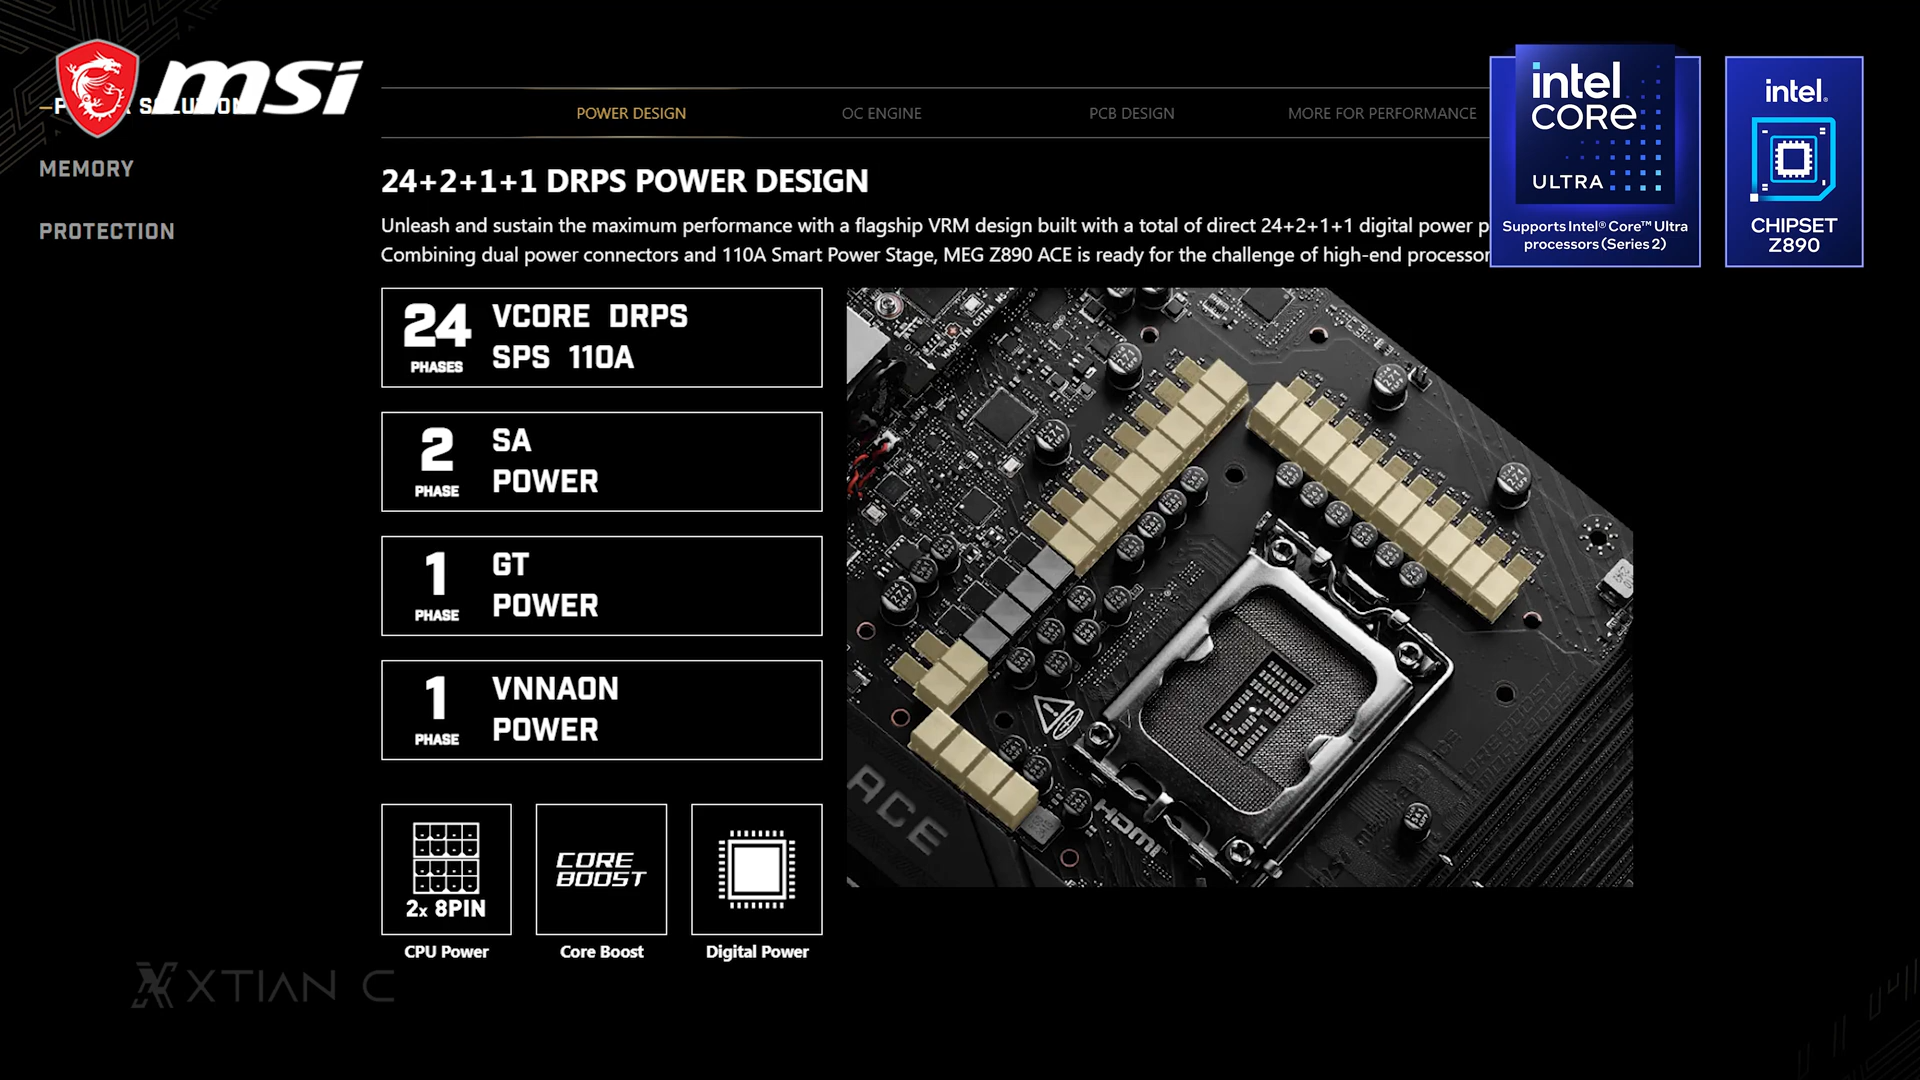 msi
MEMORY
PROTECTION
POWER DESIGN
OC ENGINE
PCB DESIGN
MORE FOR PERFORMANCE
24+2+1+1 DRPS POWER DESIGN
Unleash and sustain the maximum performance with a flagship VRM design built with a total of direct 24+2+1+1 digital power p
Combining dual power connectors and 110A Smart Power Stage, MEG Z890 ACE is ready for the challenge of high-end processor
intel
CORE
ULTRA
Supports Intel® Core™ Ultra
processors (Series 2)
intel.
CHIPSET
Z890
24 VCORE DRPS
PHASES SPS 110A
2 SA
PHASE POWER
1 GT
PHASE POWER
1 VNNAON
PHASE POWER
2x 8PIN
CPU Power
CORE
BOOST
Core Boost
Digital Power
ACE
HDMI
XTIAN C